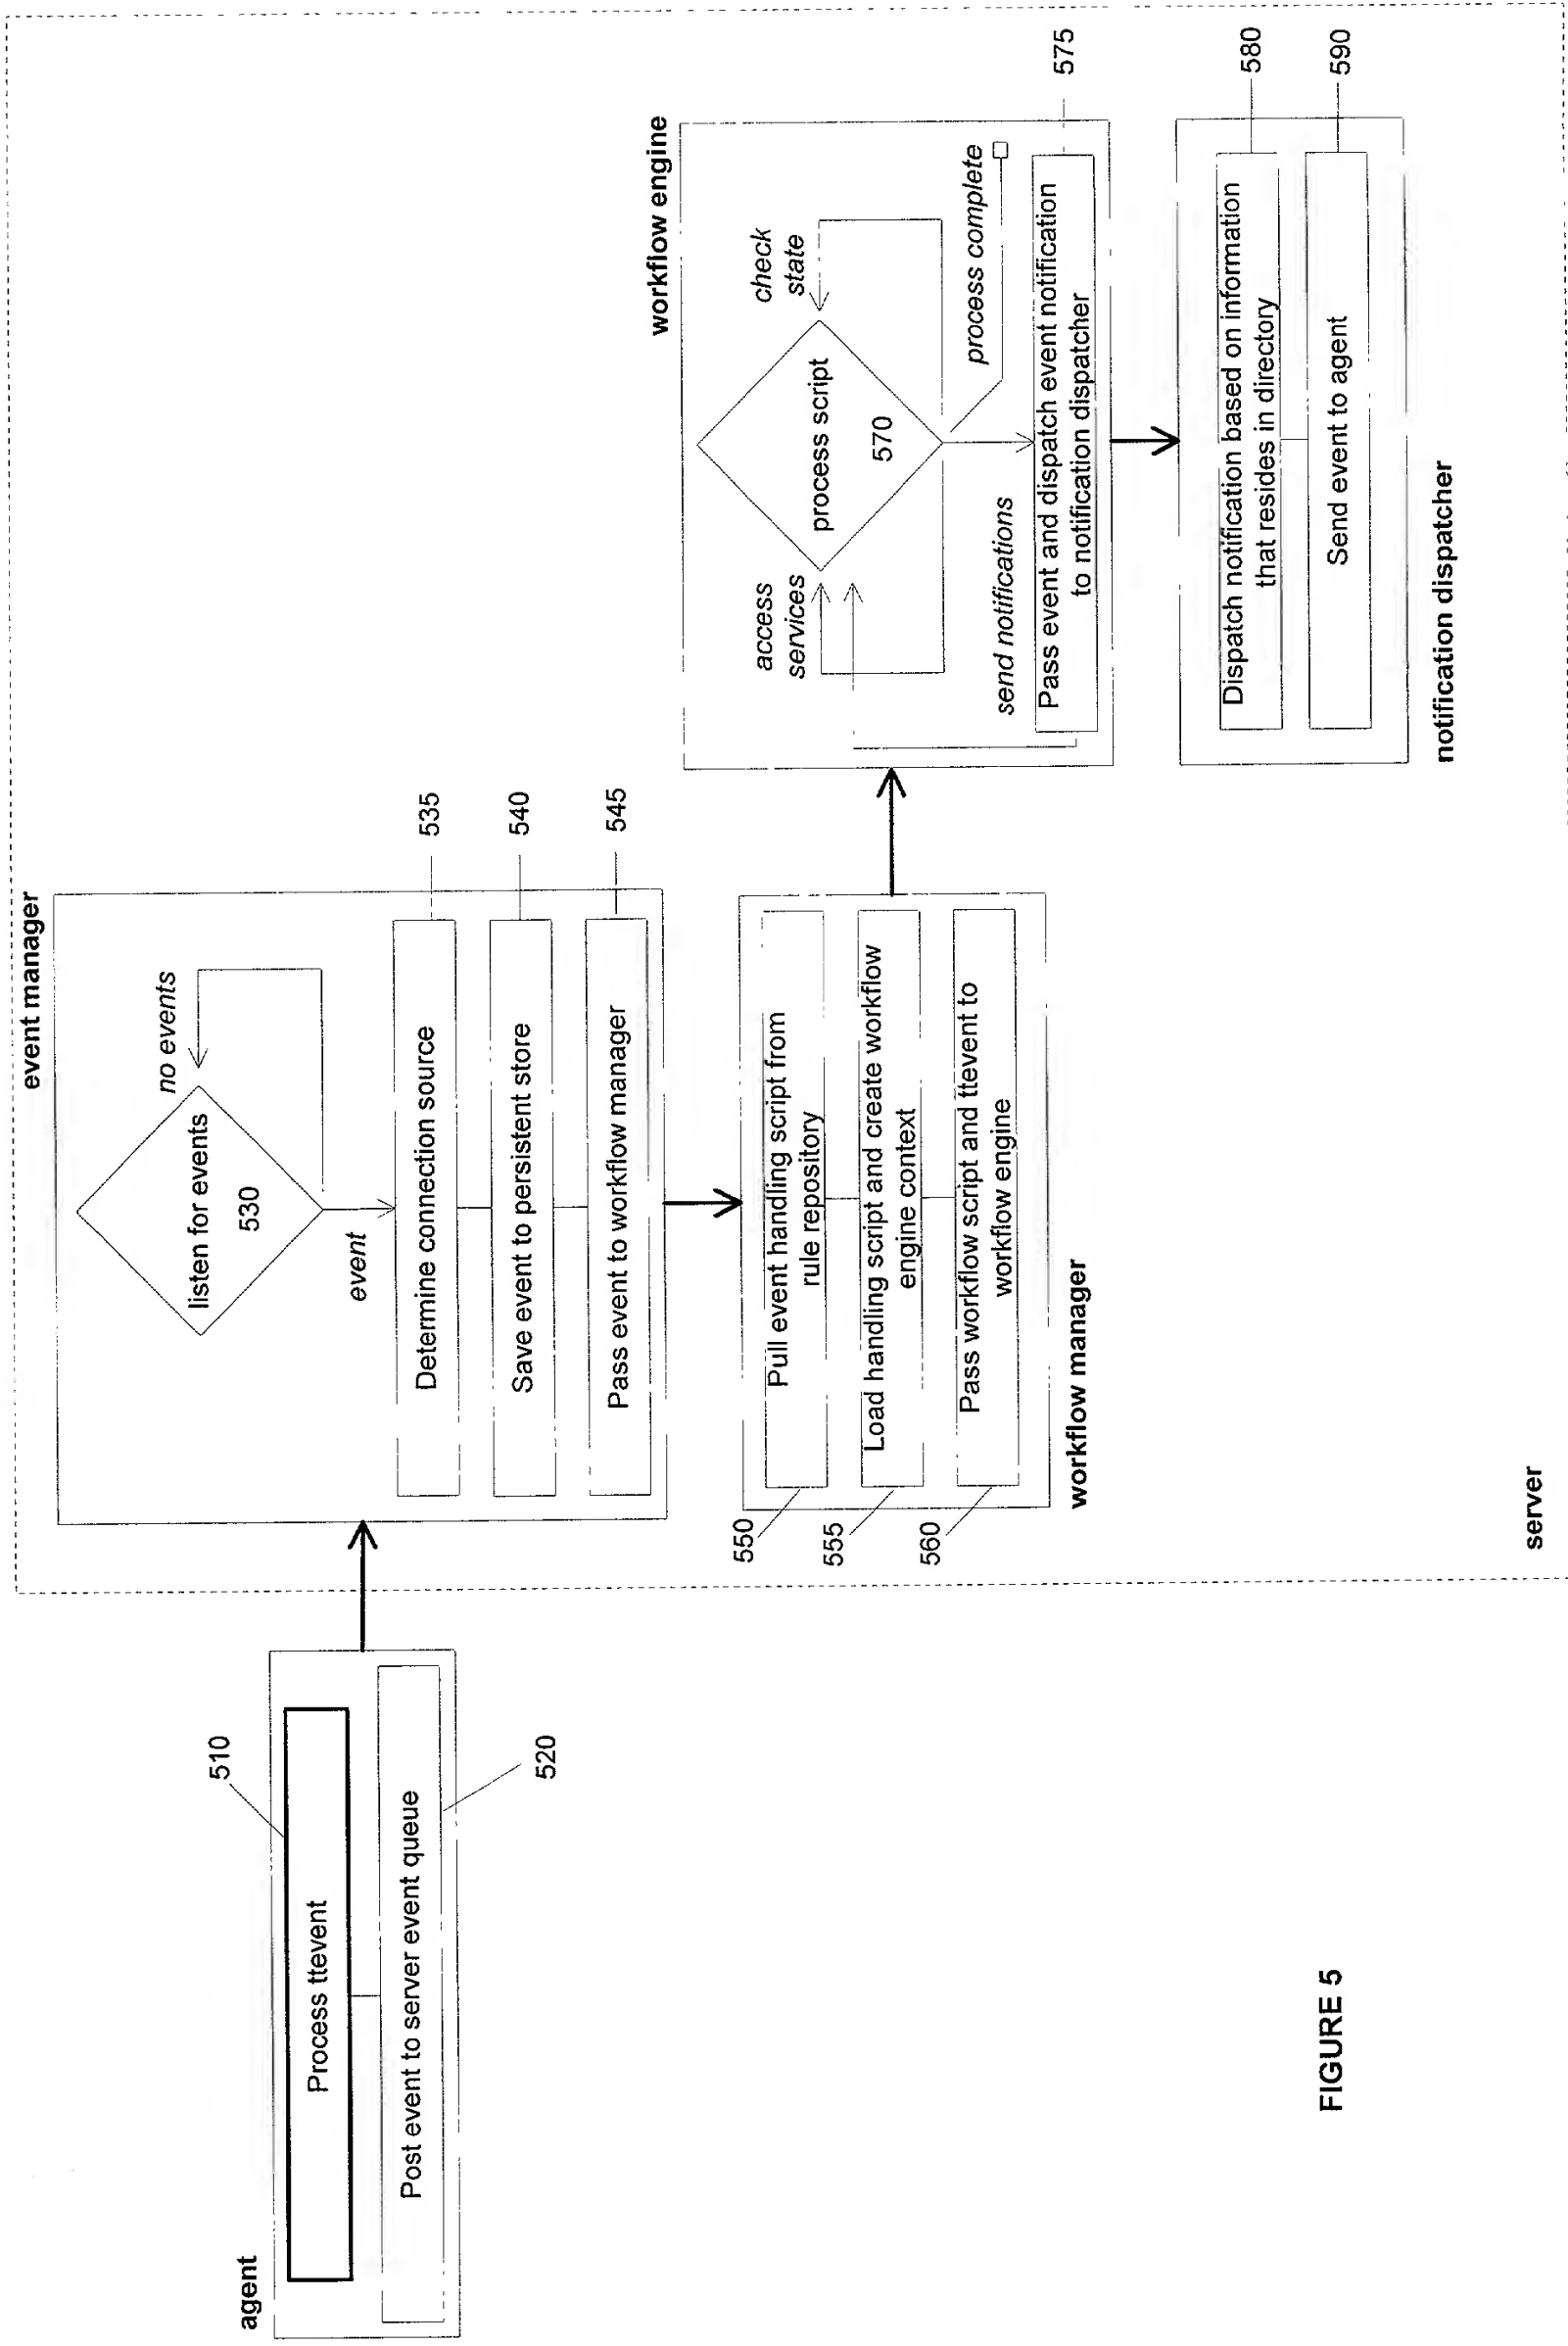 agent
510
Process ttevent
Post event to server event queue
520
event manager
no events
listen for events
530
event
Determine connection source
535
Save event to persistent store
540
Pass event to workflow manager
545
550
Pull event handling script from
rule repository
555
Load handling script and create workflow
engine context
560
Pass workflow script and ttevent to
workflow engine
workflow manager
workflow engine
access
services
check
state
process script
570
process complete
send notifications
Pass event and dispatch event notification
to notification dispatcher
575
Dispatch notification based on information
that resides in directory
580
Send event to agent
590
notification dispatcher
server
FIGURE 5